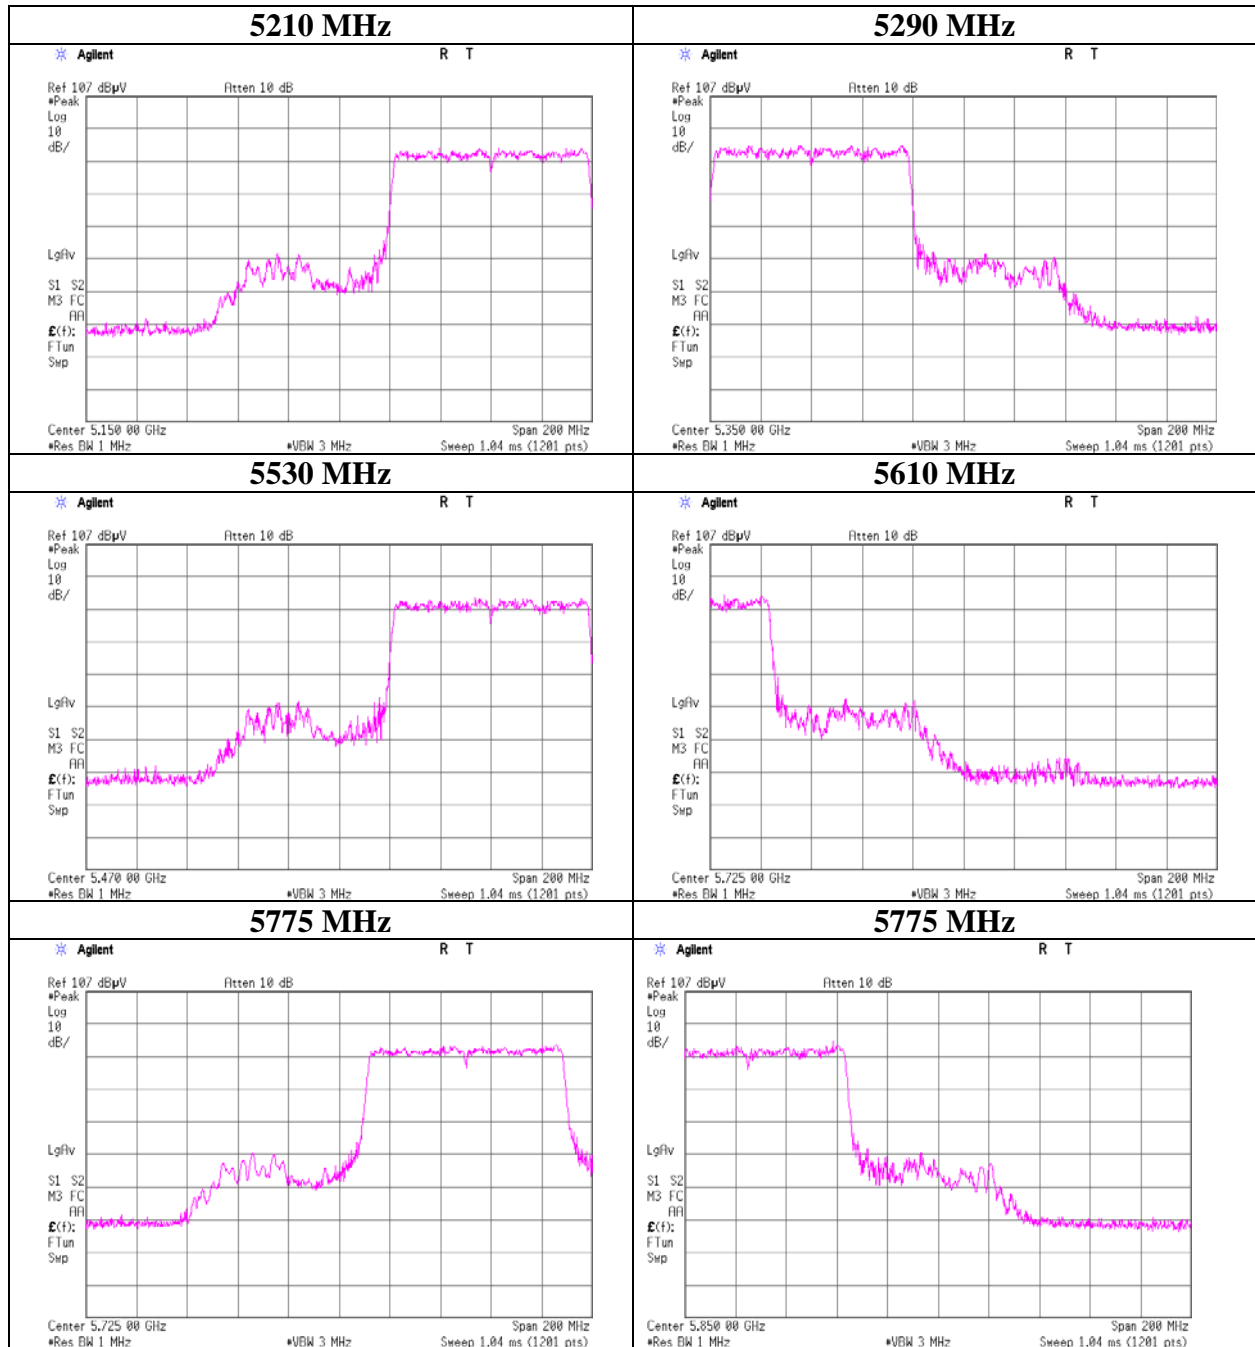 5210 MHz
5290 MHz
Agilent
R T
Ref 107 dBµV
Atten 10 dB
#Peak
Log
10
dB/
LgAv
S1 S2
M3 FC
AA
£(f):
FTun
Swp
Center 5.150 00 GHz
Span 200 MHz
#Res BW 1 MHz
#VBW 3 MHz
Sweep 1.04 ms (1201 pts)
Agilent
R T
Ref 107 dBµV
Atten 10 dB
#Peak
Log
10
dB/
LgAv
S1 S2
M3 FC
AA
£(f):
FTun
Swp
Center 5.350 00 GHz
Span 200 MHz
#Res BW 1 MHz
#VBW 3 MHz
Sweep 1.04 ms (1201 pts)
5530 MHz
5610 MHz
Agilent
R T
Ref 107 dBµV
Atten 10 dB
#Peak
Log
10
dB/
LgAv
S1 S2
M3 FC
AA
£(f):
FTun
Swp
Center 5.470 00 GHz
Span 200 MHz
#Res BW 1 MHz
#VBW 3 MHz
Sweep 1.04 ms (1201 pts)
Agilent
R T
Ref 107 dBµV
Atten 10 dB
#Peak
Log
10
dB/
LgAv
S1 S2
M3 FC
AA
£(f):
FTun
Swp
Center 5.725 00 GHz
Span 200 MHz
#Res BW 1 MHz
#VBW 3 MHz
Sweep 1.04 ms (1201 pts)
5775 MHz
5775 MHz
Agilent
R T
Ref 107 dBµV
Atten 10 dB
#Peak
Log
10
dB/
LgAv
S1 S2
M3 FC
AA
£(f):
FTun
Swp
Center 5.725 00 GHz
Span 200 MHz
#Res BW 1 MHz
#VBW 3 MHz
Sweep 1.04 ms (1201 pts)
Agilent
R T
Ref 107 dBµV
Atten 10 dB
#Peak
Log
10
dB/
LgAv
S1 S2
M3 FC
AA
£(f):
FTun
Swp
Center 5.850 00 GHz
Span 200 MHz
#Res BW 1 MHz
#VBW 3 MHz
Sweep 1.04 ms (1201 pts)